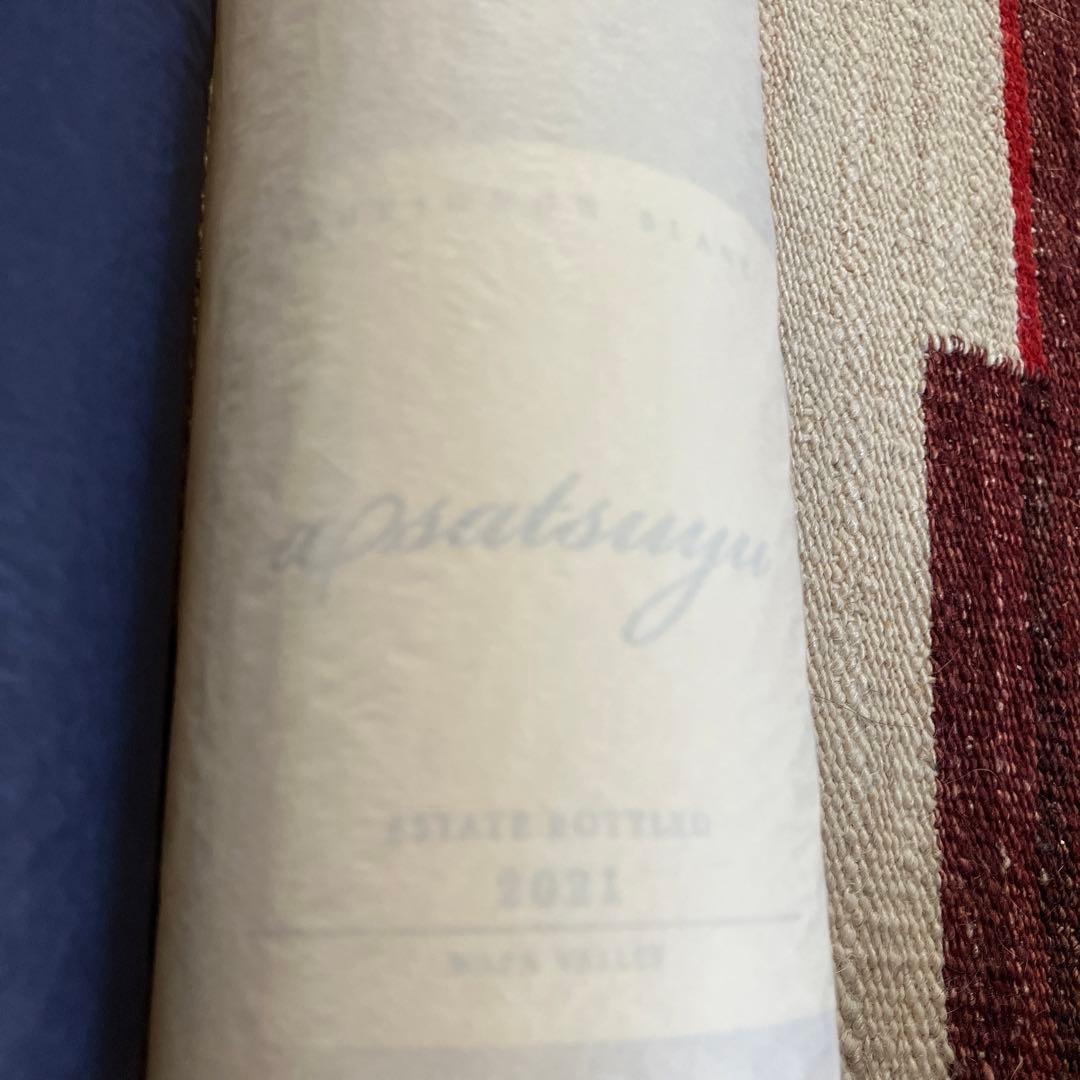 SAUVIGNON BLANC
asatsuyu
ESTATE BOTTLED
2021
NAPA VALLEY